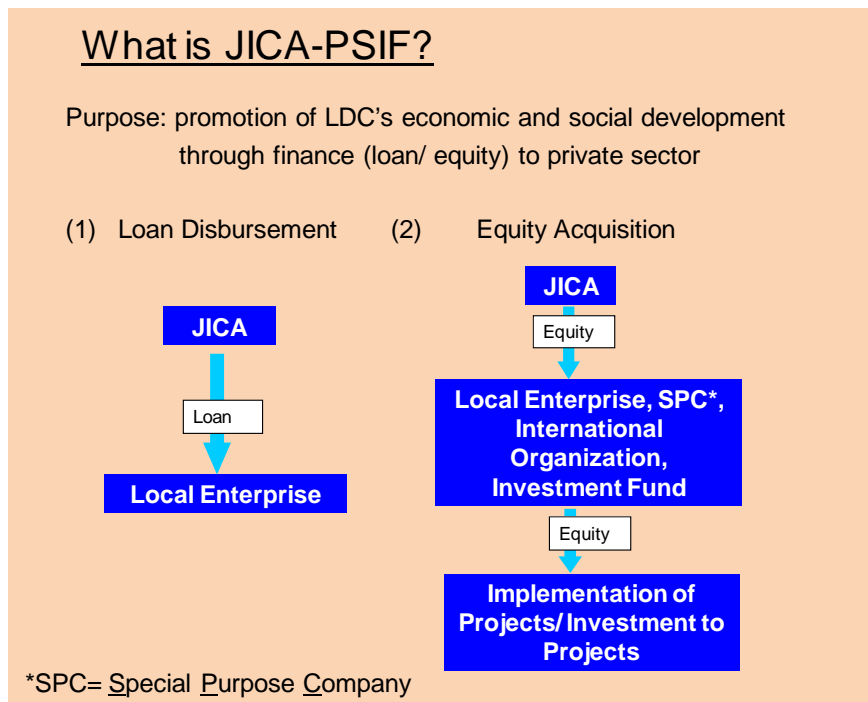 What is JICA-PSIF?
Purpose: promotion of LDC’s economic and social development
through finance (loan/ equity) to private sector
(1) Loan Disbursement
JICA
Loan
Local Enterprise
(2) Equity Acquisition
JICA
Equity
Local Enterprise, SPC*,
International
Organization,
Investment Fund
Equity
Implementation of
Projects/ Investment to
Projects
*SPC= Special Purpose Company